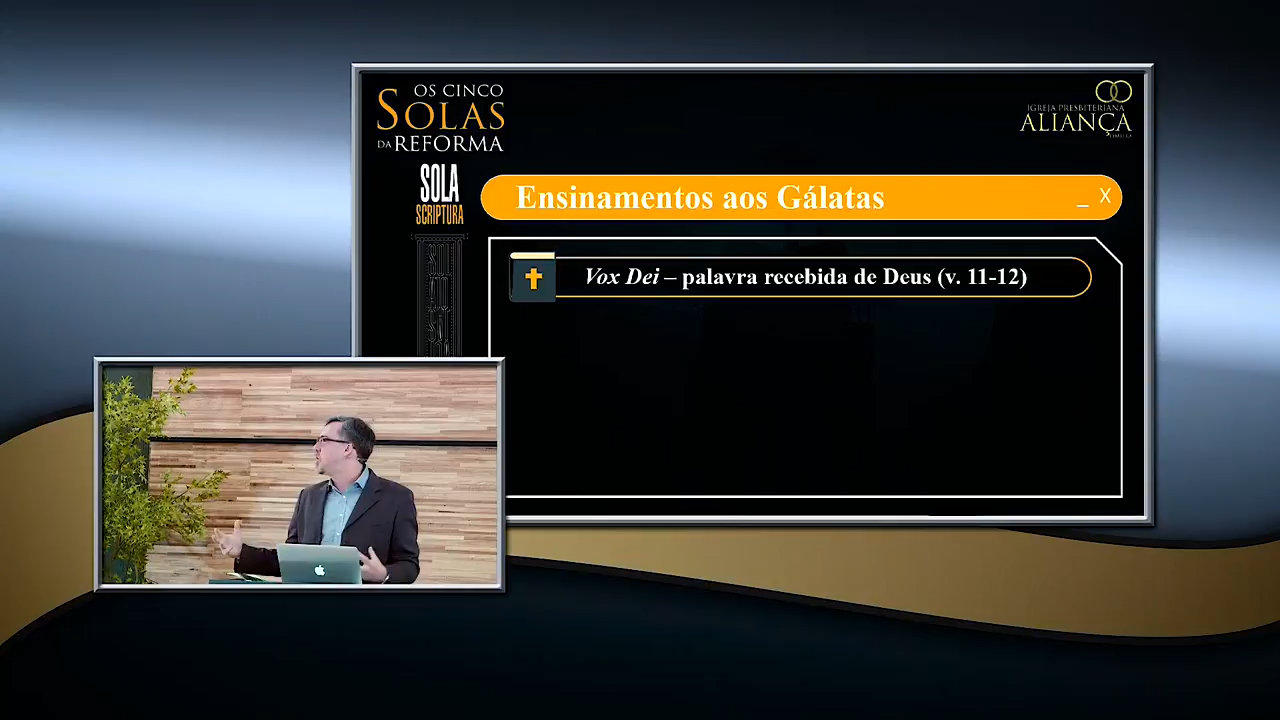 OS CINCO
SOLAS
DA REFORMA
IGREJA PRESBITERIANA
ALIANÇA
SOLA
SCRIPTURA
Ensinamentos aos Gálatas
_ X
Vox Dei – palavra recebida de Deus (v. 11-12)